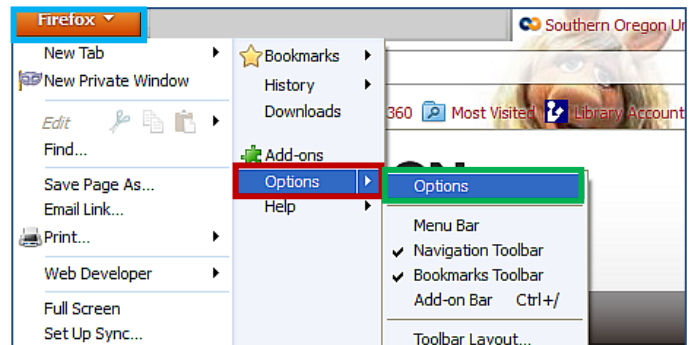 Firefox
Southern Oregon Un
New Tab
New Private Window
Edit
Find...
Save Page As...
Email Link...
Print...
Web Developer
Full Screen
Set Up Sync...
Bookmarks
History
Downloads
Add-ons
Options
Help
360 Most Visited Library Account
ON
Options
Menu Bar
Navigation Toolbar
Bookmarks Toolbar
Add-on Bar Ctrl+/
Toolbar Layout...